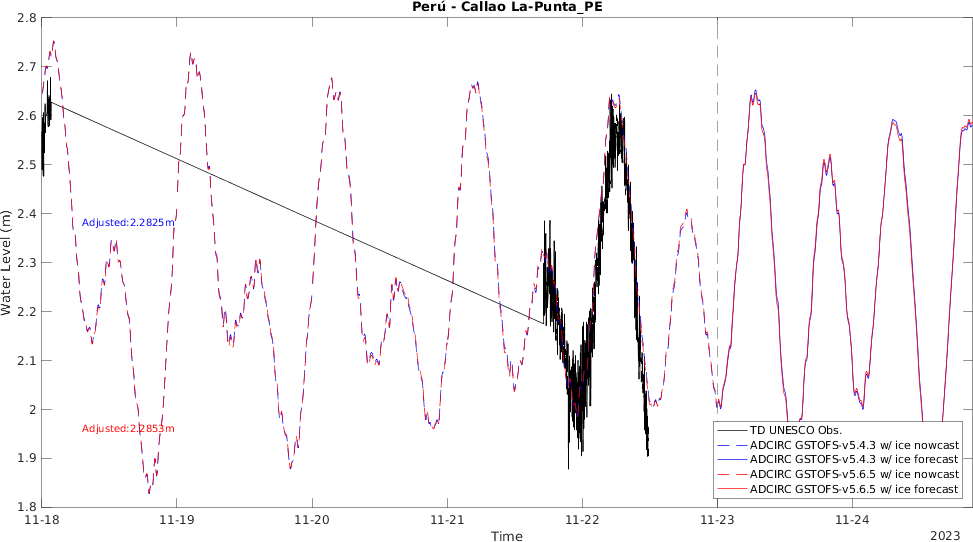 Perú - Callao La-Punta_PE
2.8
2.7
2.6
2.5
2.4
2.3
2.2
2.1
2
1.9
1.8
Water Level (m)
Adjusted:2.2825m
Adjusted:2.2853m
TD UNESCO Obs.
ADCIRC GSTOFS-v5.4.3 w/ ice nowcast
ADCIRC GSTOFS-v5.4.3 w/ ice forecast
ADCIRC GSTOFS-v5.6.5 w/ ice nowcast
ADCIRC GSTOFS-v5.6.5 w/ ice forecast
11-18
11-19
11-20
11-21
11-22
11-23
11-24
Time
2023